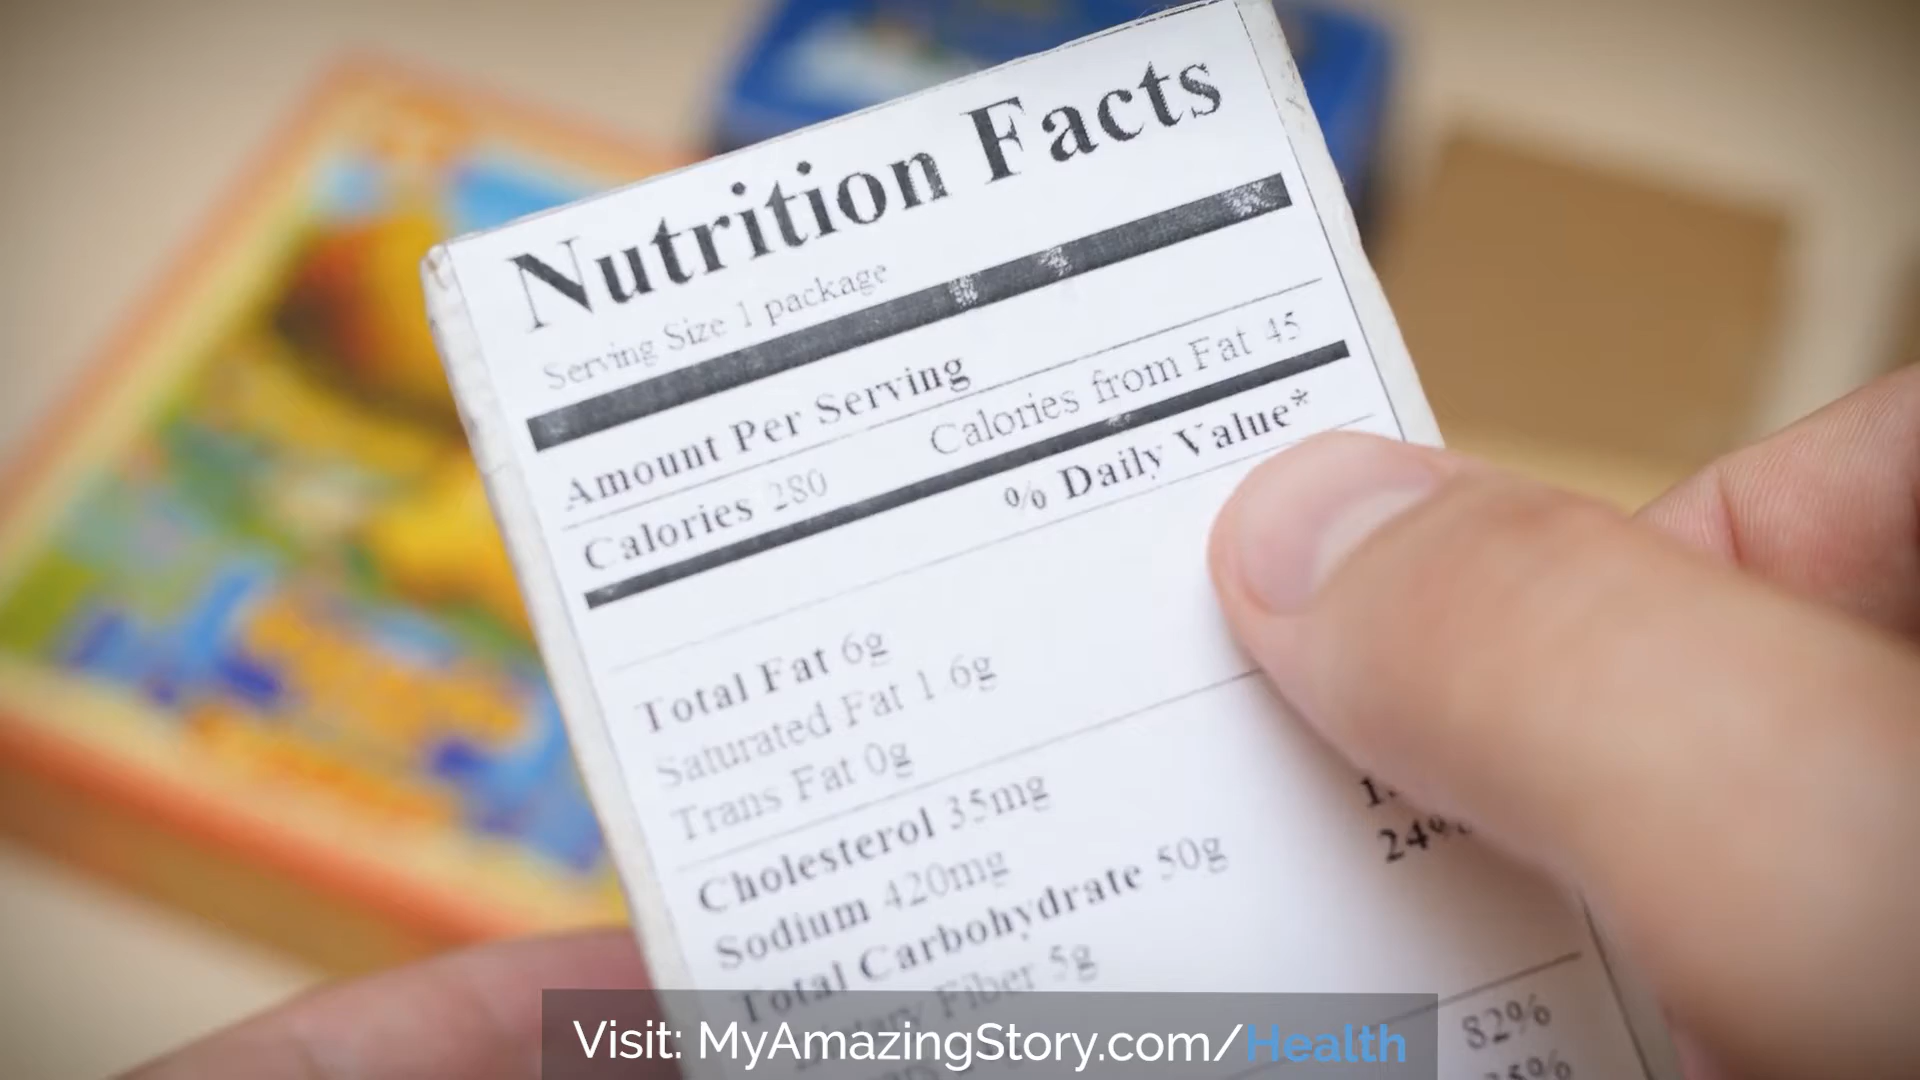 Nutrition Facts
Serving Size 1 package
Amount Per Serving
Calories 280 Calories from Fat 45
% Daily Value*
Total Fat 6g
Saturated Fat 1.6g
Trans Fat 0g
Cholesterol 35mg
Sodium 420mg
24%
Total Carbohydrate 50g
Fiber 5g
82%
Visit: MyAmazingStory.com/Health